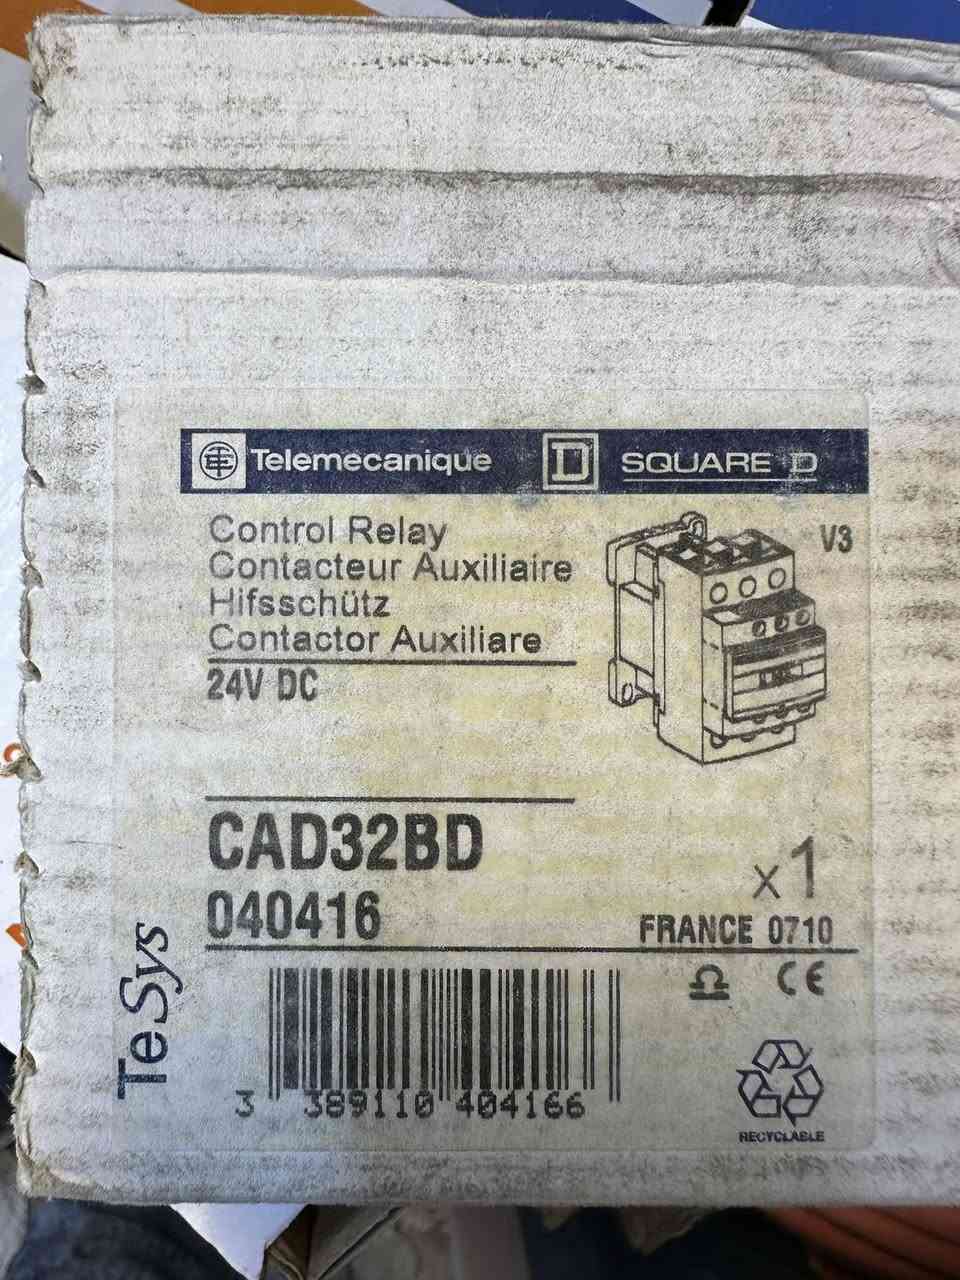 Telemecanique
D
SQUARE D
Control Relay
Contacteur Auxiliaire
Hifsschütz
Contactor Auxiliare
V3
24V DC
CAD32BD
x1
040416
FRANCE 0710
TeSys
CE
3 389110 404166
RECYCLABLE